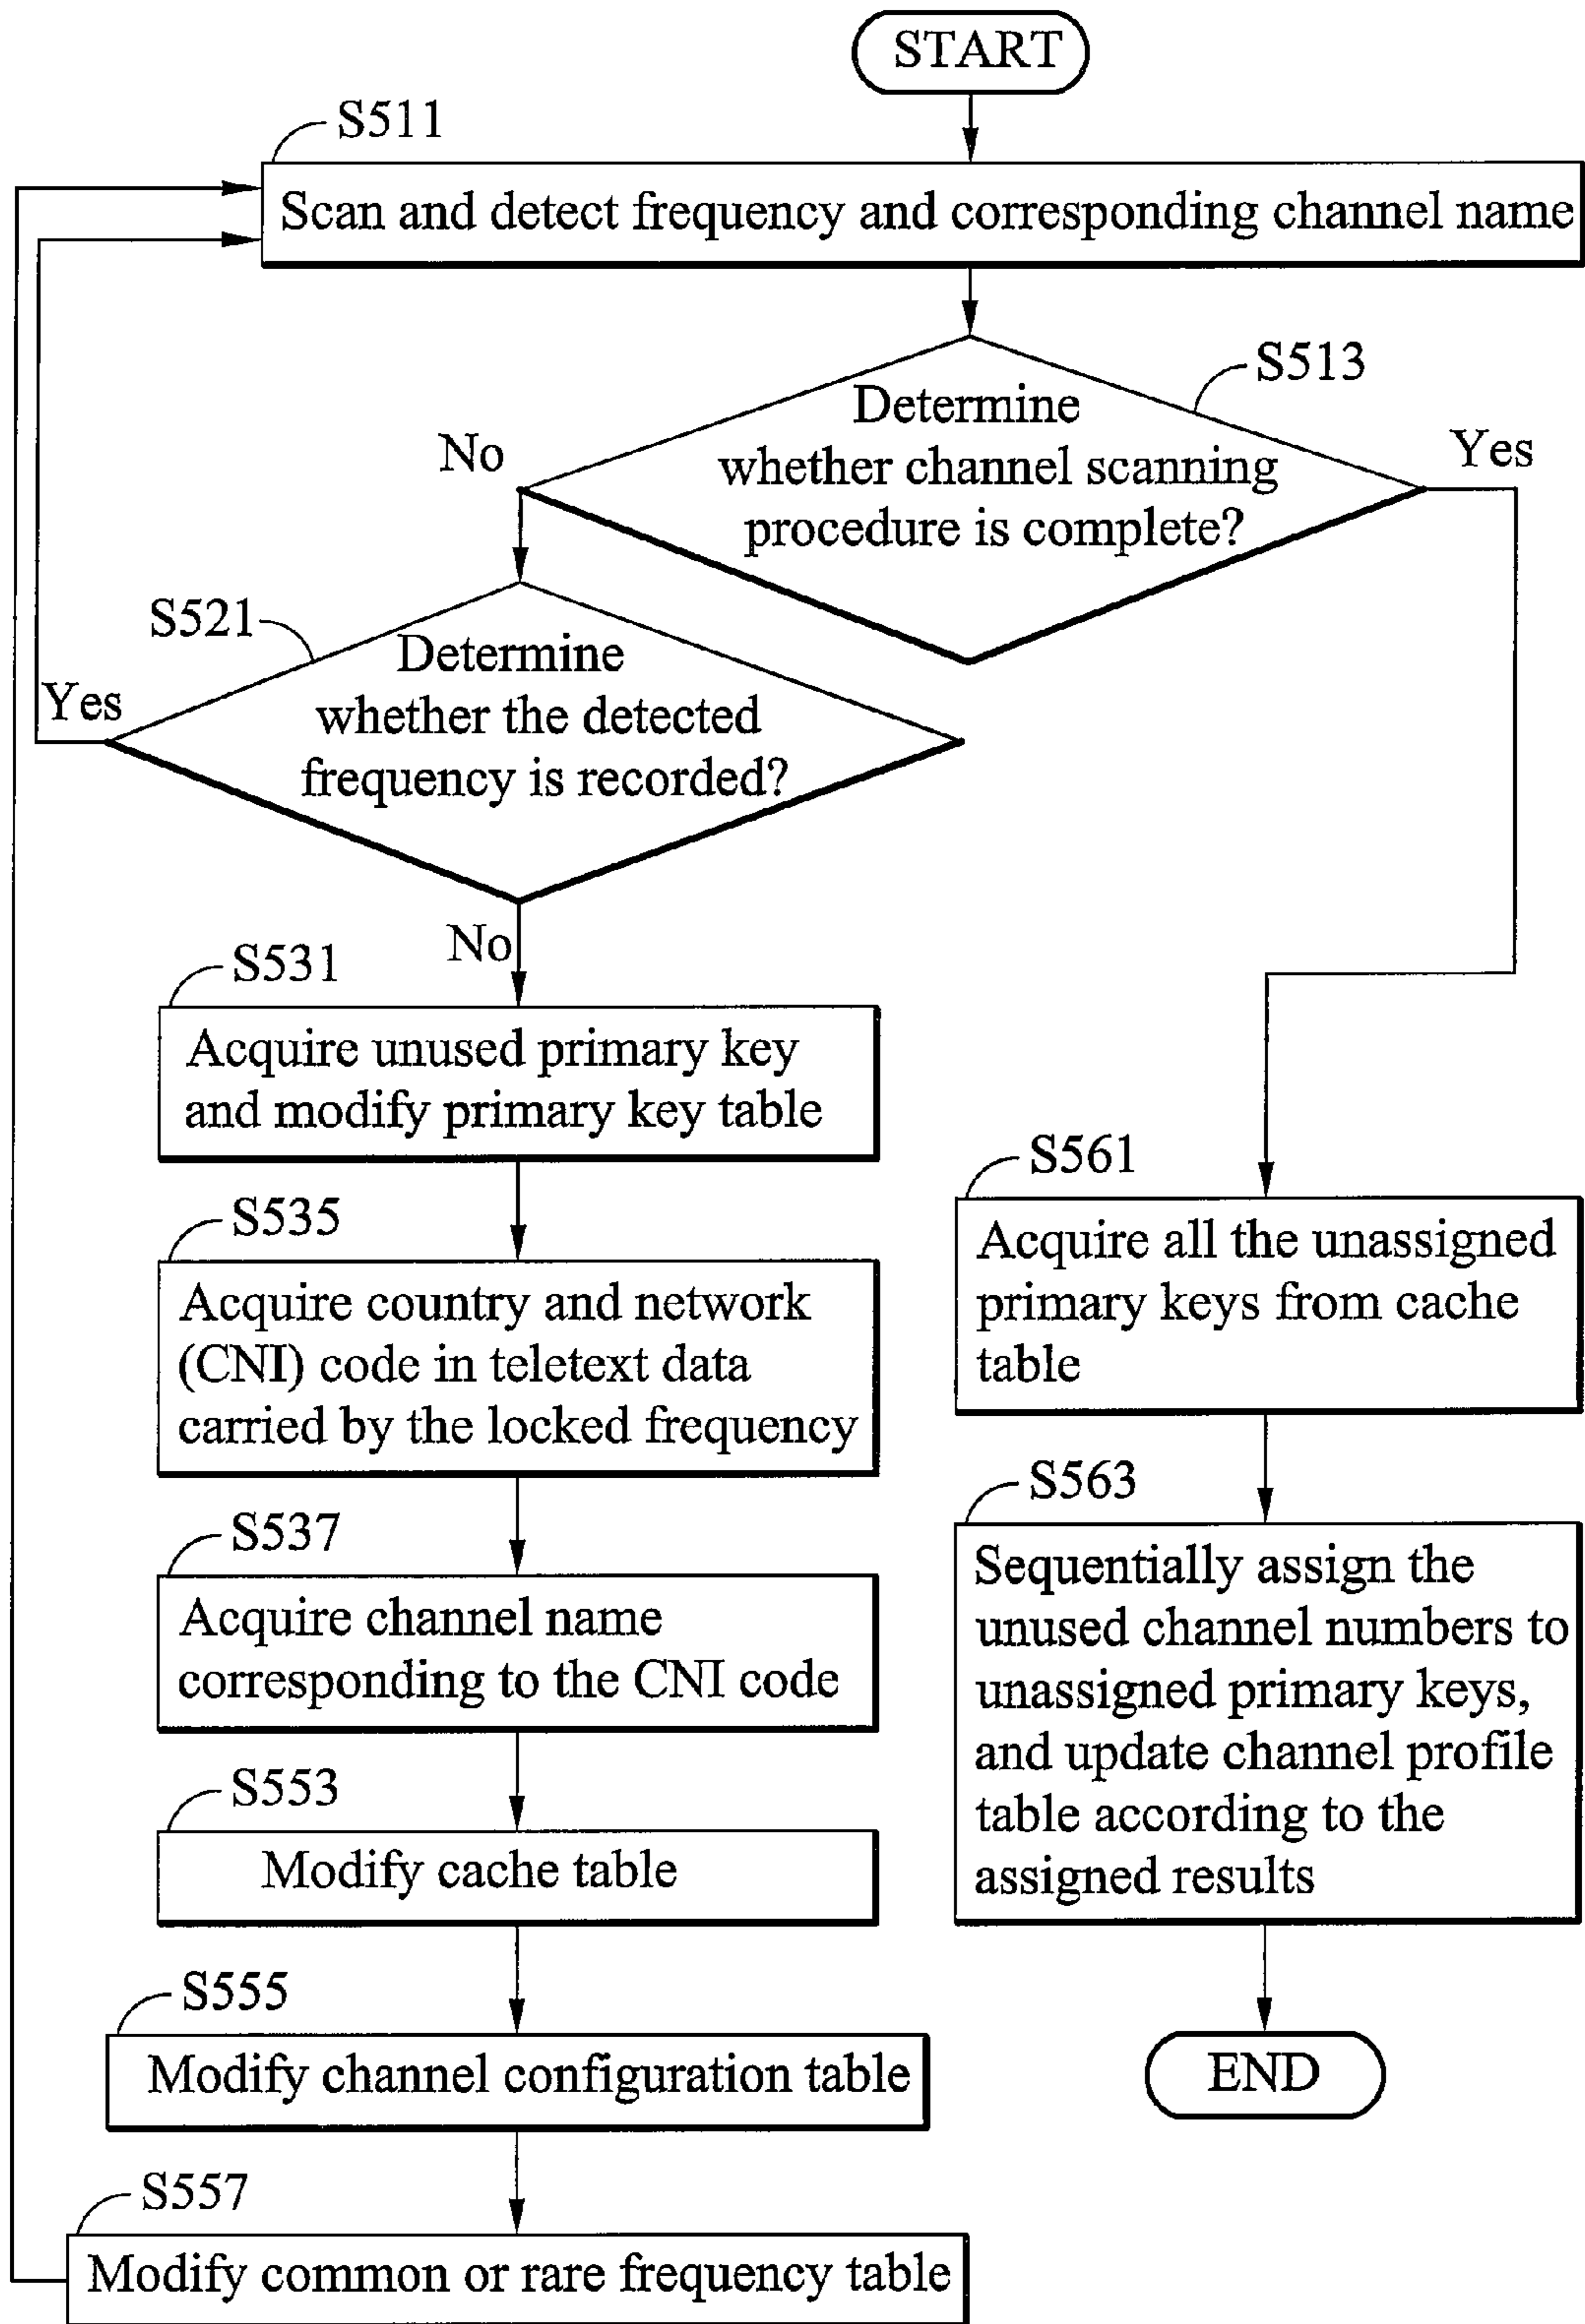 START
S511
Scan and detect frequency and corresponding channel name
S513
Determine
whether channel scanning
procedure is complete?
No
Yes
S521
Determine
whether the detected
frequency is recorded?
Yes
No
S531
Acquire unused primary key
and modify primary key table
S535
Acquire country and network
(CNI) code in teletext data
carried by the locked frequency
S537
Acquire channel name
corresponding to the CNI code
S553
Modify cache table
S555
Modify channel configuration table
S557
Modify common or rare frequency table
S561
Acquire all the unassigned
primary keys from cache
table
S563
Sequentially assign the
unused channel numbers to
unassigned primary keys,
and update channel profile
table according to the
assigned results
END